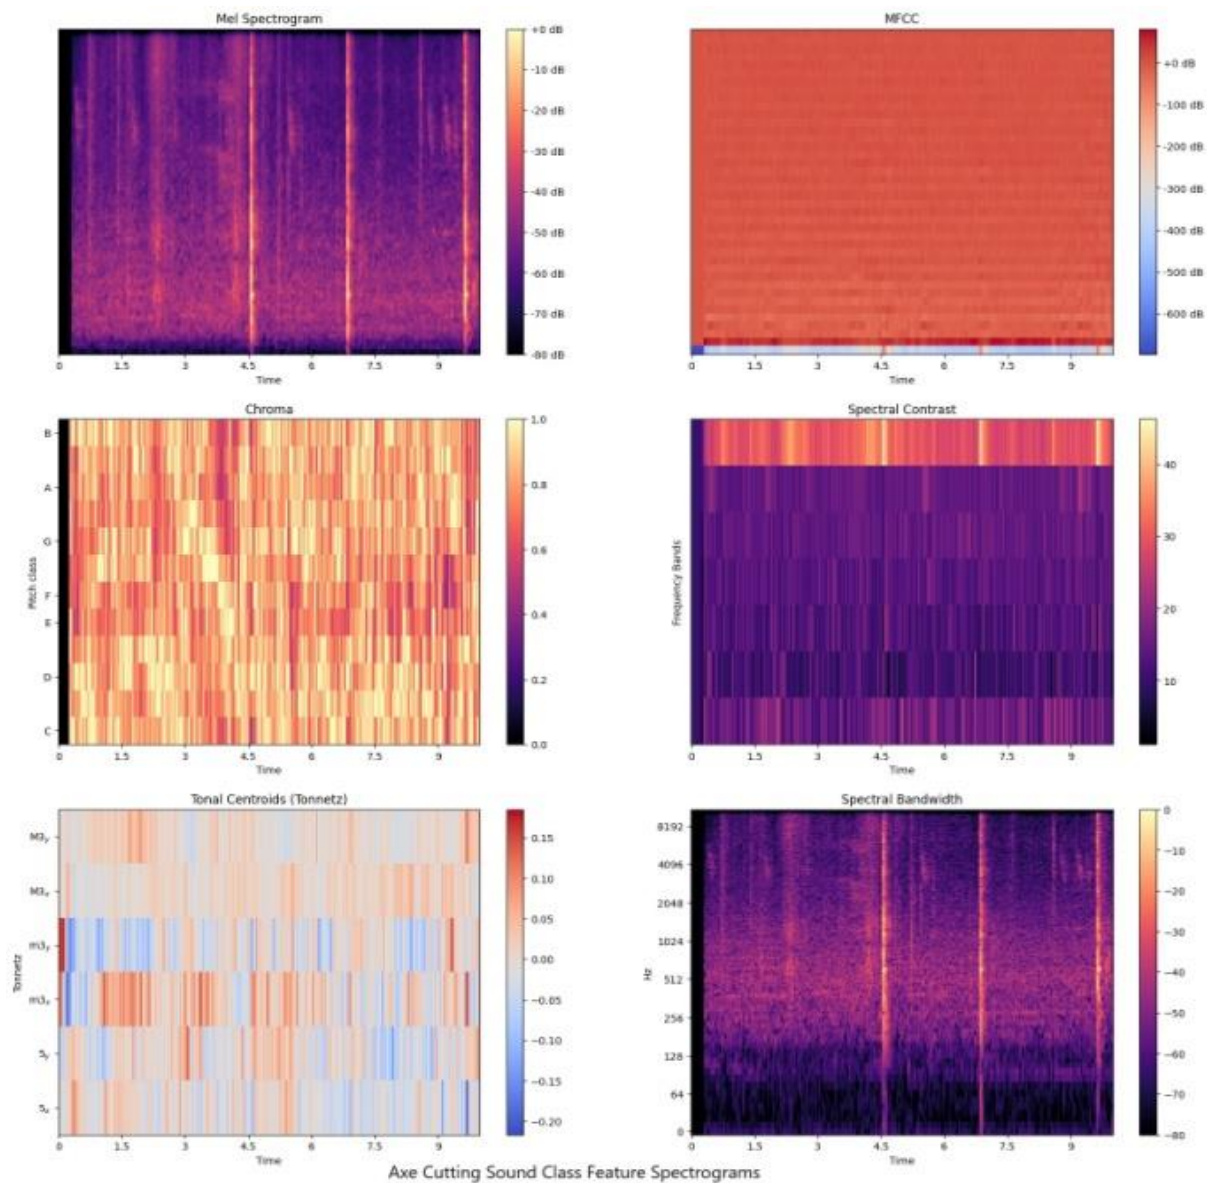 Mel Spectrogram
+0 dB
-10 dB
-20 dB
-30 dB
-40 dB
-50 dB
-60 dB
-70 dB
-80 dB
0 1.5 3 4.5 6 7.5 9
Time
MFCC
+0 dB
-100 dB
-200 dB
-300 dB
-400 dB
-500 dB
-600 dB
0 1.5 3 4.5 6 7.5 9
Time
Chroma
Pitch class
B
A
G
F
E
D
C
1.0
0.8
0.6
0.4
0.2
0.0
0 1.5 3 4.5 6 7.5 9
Time
Spectral Contrast
Frequency Bands
40
30
20
10
0 1.5 3 4.5 6 7.5 9
Time
Tonal Centroids (Tonnetz)
Tonnetz
M3y
M3x
m3y
m3x
5y
5x
0.15
0.10
0.05
0.00
-0.05
-0.10
-0.15
-0.20
0 1.5 3 4.5 6 7.5 9
Time
Spectral Bandwidth
Hz
8192
4096
2048
1024
512
256
128
64
0
0
-10
-20
-30
-40
-50
-60
-70
-80
0 1.5 3 4.5 6 7.5 9
Time
Axe Cutting Sound Class Feature Spectrograms